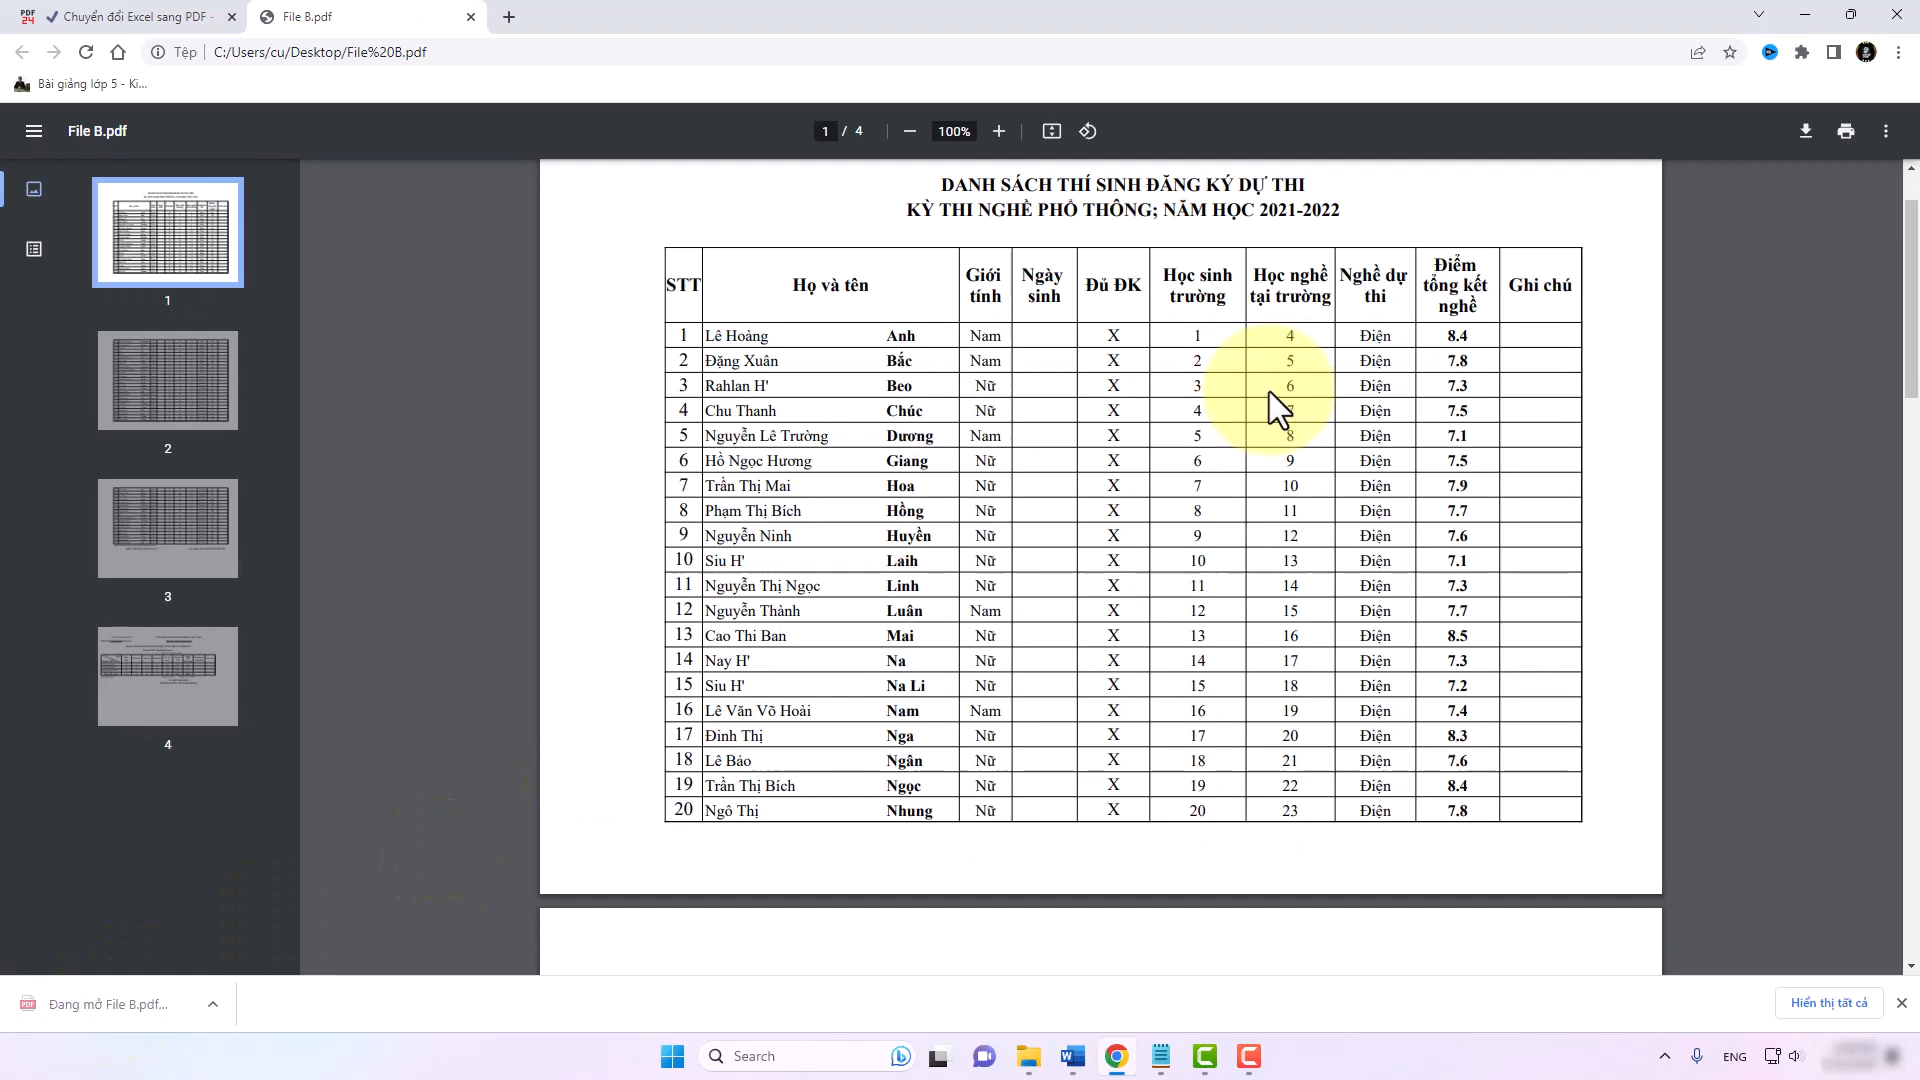 Chuyển đổi Excel sang PDF -
File B.pdf
Tệp C:/Users/cu/Desktop/File%20B.pdf
Bài giảng lớp 5 - Ki...
File B.pdf
1 / 4
100%
1
2
3
4
DANH SÁCH THÍ SINH ĐĂNG KÝ DỰ THI
KỲ THI NGHỀ PHỔ THÔNG; NĂM HỌC 2021-2022
STT Họ và tên Giới tính Ngày sinh Đủ ĐK Học sinh trường Học nghề tại trường Nghề dự thi Điểm tổng kết nghề Ghi chú
1 Lê Hoàng Anh Nam X 1 4 Điện 8.4
2 Đặng Xuân Bắc Nam X 2 5 Điện 7.8
3 Rahlan H' Beo Nữ X 3 6 Điện 7.3
4 Chu Thanh Chúc Nữ X 4 7 Điện 7.5
5 Nguyễn Lê Trường Dương Nam X 5 8 Điện 7.1
6 Hồ Ngọc Hương Giang Nữ X 6 9 Điện 7.5
7 Trần Thị Mai Hoa Nữ X 7 10 Điện 7.9
8 Phạm Thị Bích Hồng Nữ X 8 11 Điện 7.7
9 Nguyễn Ninh Huyền Nữ X 9 12 Điện 7.6
10 Siu H' Laih Nữ X 10 13 Điện 7.1
11 Nguyễn Thị Ngọc Linh Nữ X 11 14 Điện 7.3
12 Nguyễn Thành Luân Nam X 12 15 Điện 7.7
13 Cao Thi Ban Mai Nữ X 13 16 Điện 8.5
14 Nay H' Na Nữ X 14 17 Điện 7.3
15 Siu H' Na Li Nữ X 15 18 Điện 7.2
16 Lê Văn Võ Hoài Nam Nam X 16 19 Điện 7.4
17 Đinh Thị Nga Nữ X 17 20 Điện 8.3
18 Lê Bảo Ngân Nữ X 18 21 Điện 7.6
19 Trần Thị Bích Ngọc Nữ X 19 22 Điện 8.4
20 Ngô Thị Nhung Nữ X 20 23 Điện 7.8
Đang mở File B.pdf...
Hiển thị tất cả
Search
ENG